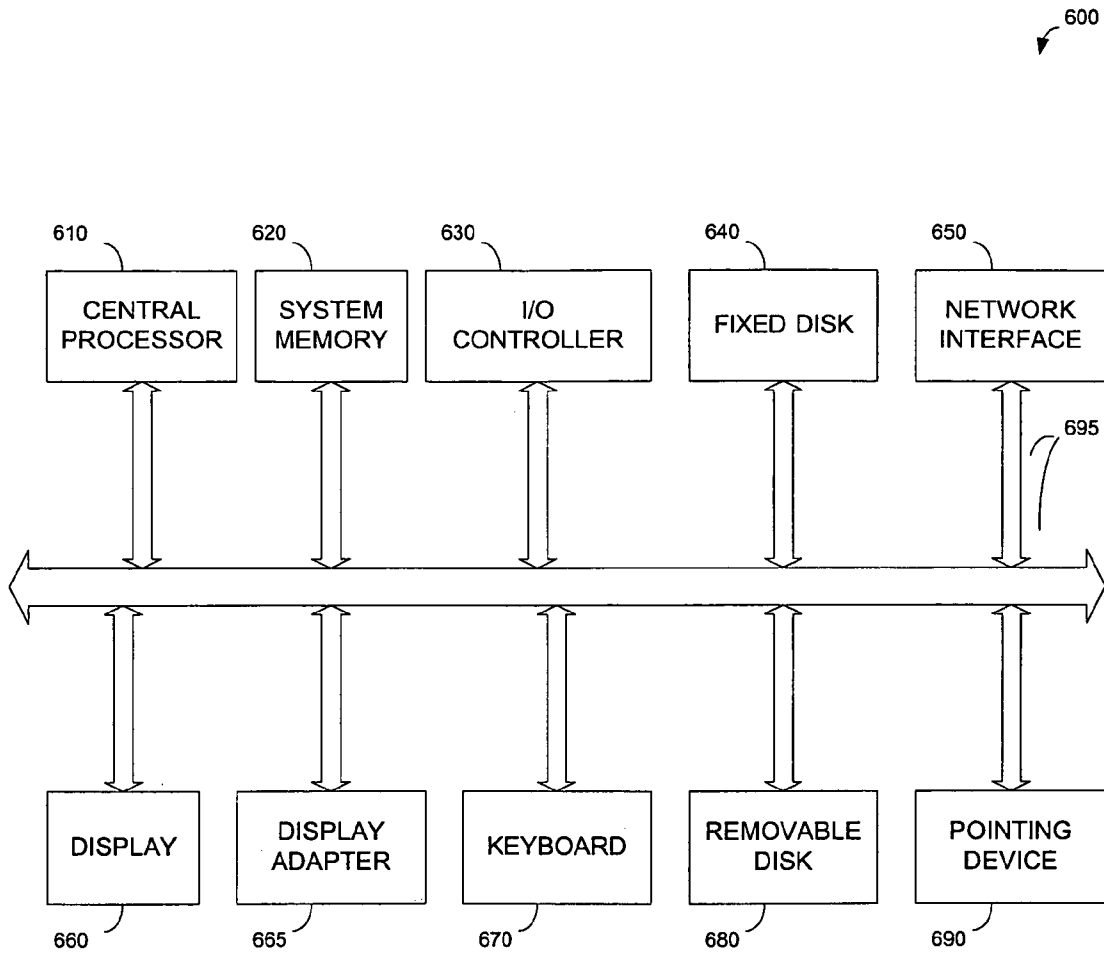 600
610
620
630
640
650
CENTRAL
PROCESSOR
SYSTEM
MEMORY
I/O
CONTROLLER
FIXED DISK
NETWORK
INTERFACE
695
DISPLAY
DISPLAY
ADAPTER
KEYBOARD
REMOVABLE
DISK
POINTING
DEVICE
660
665
670
680
690